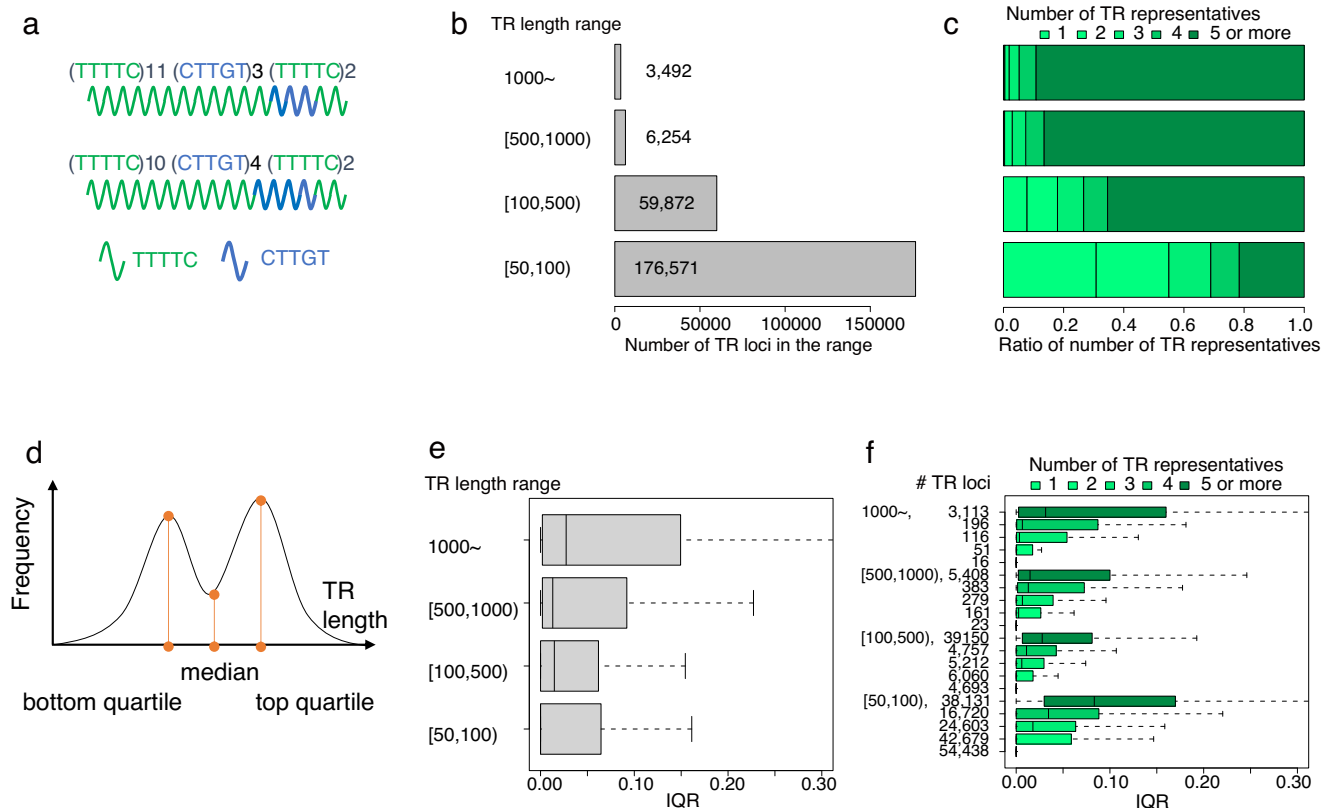 a
(TTTTC)11 (CTTGT)3 (TTTTC)2
(TTTTC)10 (CTTGT)4 (TTTTC)2
TTTTC CTTGT
b
TR length range
1000~ 3,492
[500,1000) 6,254
[100,500) 59,872
[50,100) 176,571
0 50000 100000 150000
Number of TR loci in the range
c
Number of TR representatives
1 2 3 4 5 or more
0.0 0.2 0.4 0.6 0.8 1.0
Ratio of number of TR representatives
d
Frequency
TR
length
median
bottom quartile top quartile
e
TR length range
1000~
[500,1000)
[100,500)
[50,100)
0.00 0.10 0.20 0.30
IQR
f
Number of TR representatives
# TR loci 1 2 3 4 5 or more
1000~, 3,113
196
116
51
16
[500,1000), 5,408
383
279
161
23
[100,500), 39150
4,757
5,212
6,060
4,693
[50,100), 38,131
16,720
24,603
42,679
54,438
0.00 0.10 0.20 0.30
IQR